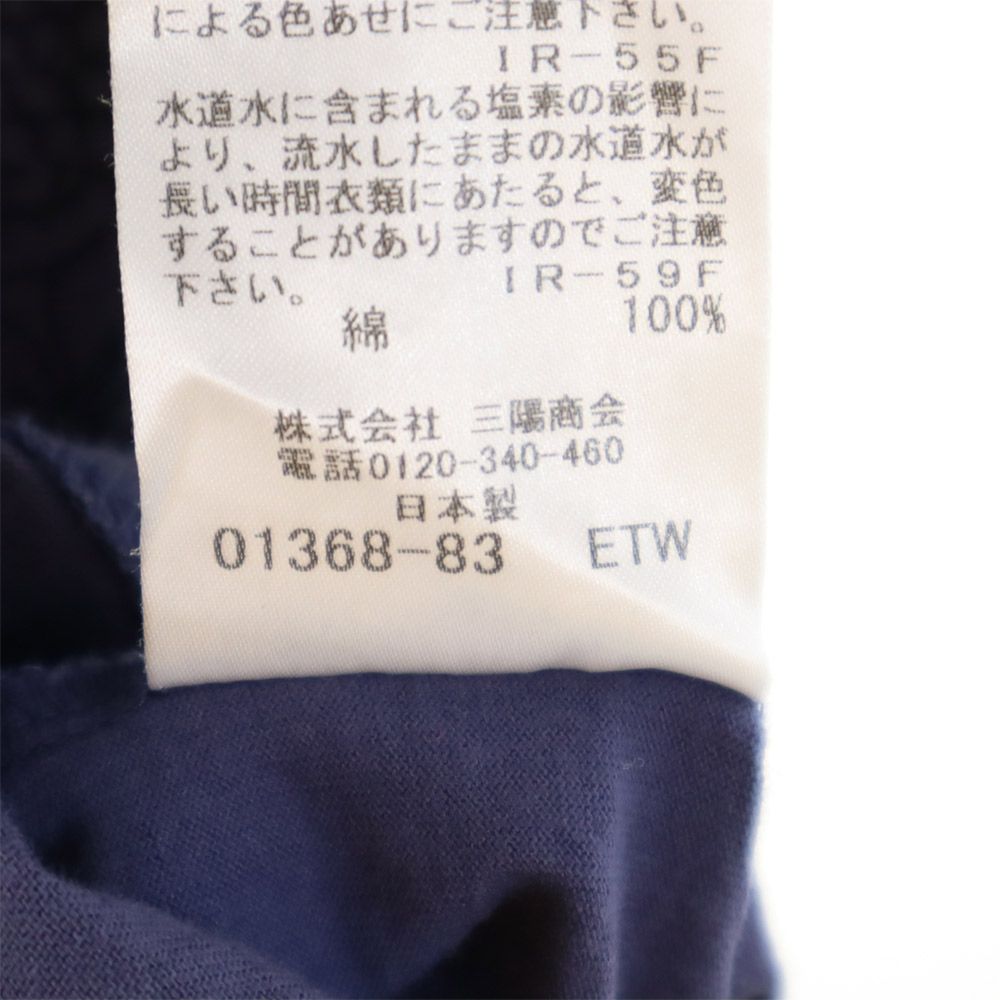 による色あせにご注意下さい。
IR-55F
水道水に含まれる塩素の影響に
より、流水したままの水道水が
長い時間衣類にあたると、変色
することがありますのでご注意
下さい。 IR-59F
綿 100%
株式会社 三陽商会
電話0120-340-460
日本製
01368-83 ETW